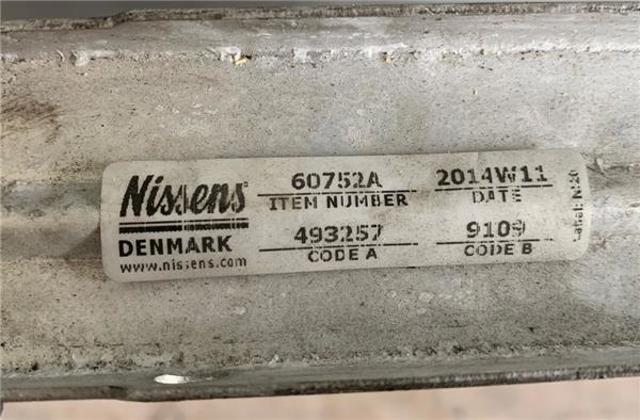 Nissens
DENMARK
www.nissens.com
60752A
ITEM NUMBER
2014W11
DATE
493257
CODE A
9109
CODE B